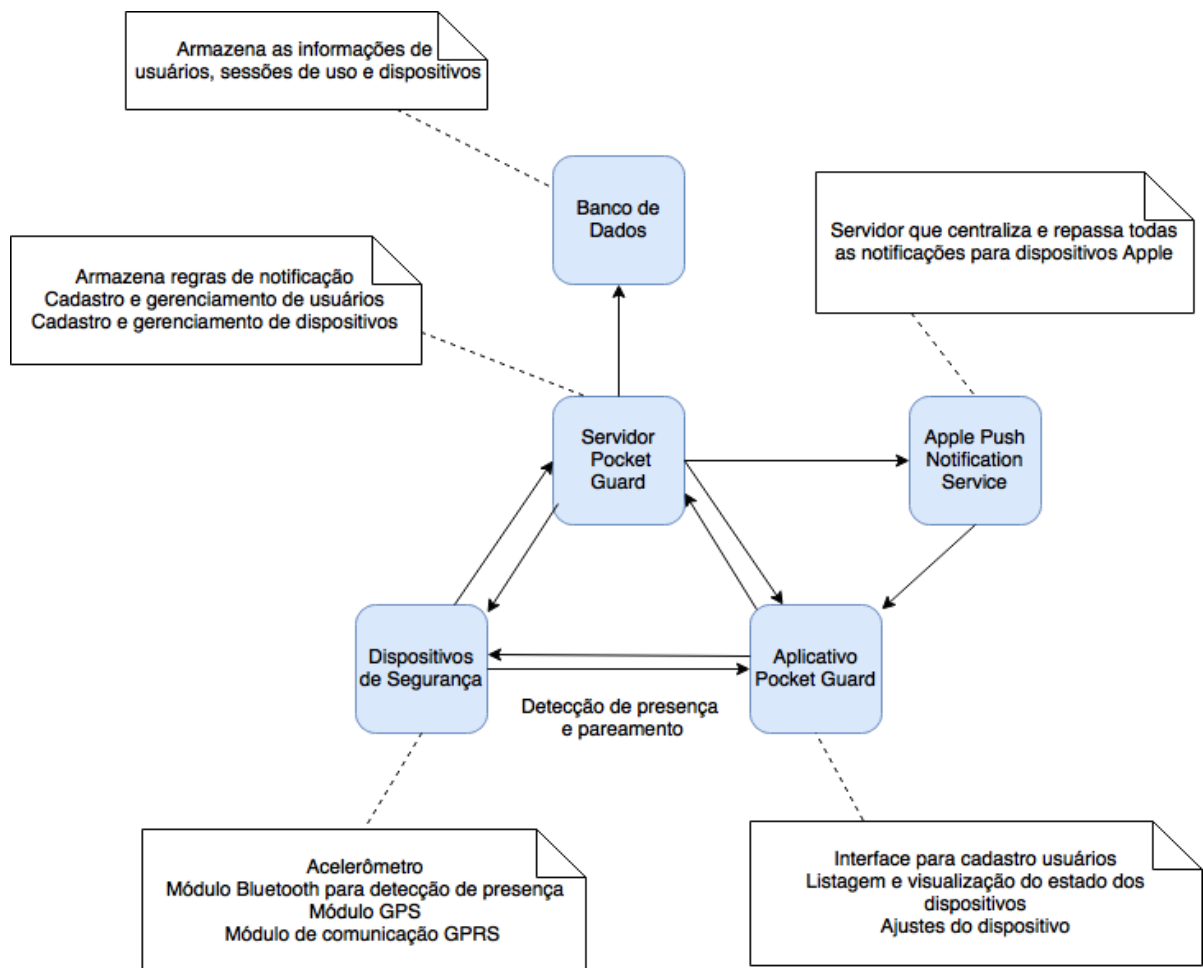 Armazena as informações de
usuários, sessões de uso e dispositivos
Banco de
Dados
Servidor que centraliza e repassa todas
as notificações para dispositivos Apple
Armazena regras de notificação
Cadastro e gerenciamento de usuários
Cadastro e gerenciamento de dispositivos
Servidor
Pocket
Guard
Apple Push
Notification
Service
Dispositivos
de Segurança
Aplicativo
Pocket Guard
Detecção de presença
e pareamento
Acelerômetro
Módulo Bluetooth para detecção de presença
Módulo GPS
Módulo de comunicação GPRS
Interface para cadastro usuários
Listagem e visualização do estado dos
dispositivos
Ajustes do dispositivo